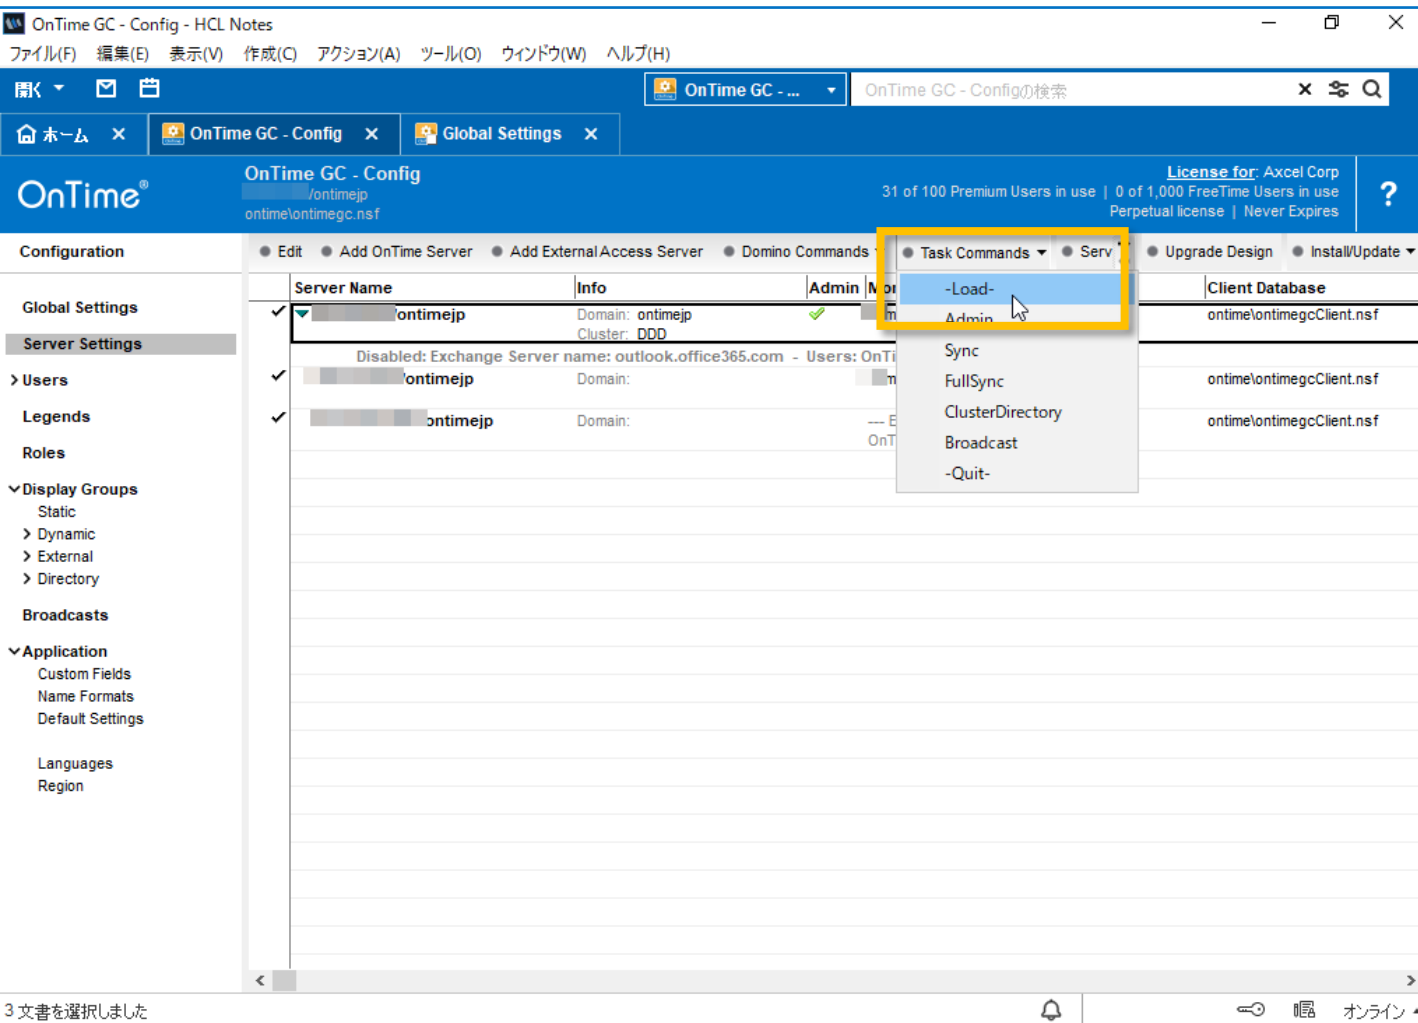 OnTime GC - Config - HCL Notes
ファイル(F) 編集(E) 表示(V) 作成(C) アクション(A) ツール(O) ウィンドウ(W) ヘルプ(H)
開く OnTime GC - ... OnTime GC - Configの検索
ホーム OnTime GC - Config Global Settings
OnTime®
OnTime GC - Config
/ontimejp
ontime\ontimegc.nsf
License for: Axcel Corp
31 of 100 Premium Users in use | 0 of 1,000 FreeTime Users in use
Perpetual license | Never Expires
?
Configuration
Edit Add OnTime Server Add External Access Server Domino Commands Task Commands Serv Upgrade Design Install/Update
Server Name Info Admin Client Database
Global Settings
Server Settings
Users
Legends
Roles
Display Groups
Static
Dynamic
External
Directory
Broadcasts
Application
Custom Fields
Name Formats
Default Settings
Languages
Region
ontimejp Domain: ontimejp ontime\ontimegcClient.nsf
Cluster: DDD
Disabled: Exchange Server name: outlook.office365.com - Users: OnTi
ontimejp Domain: ontime\ontimegcClient.nsf
ontimejp Domain: --- E ontime\ontimegcClient.nsf
OnT
-Load-
Admin
Sync
FullSync
ClusterDirectory
Broadcast
-Quit-
3 文書を選択しました オンライン